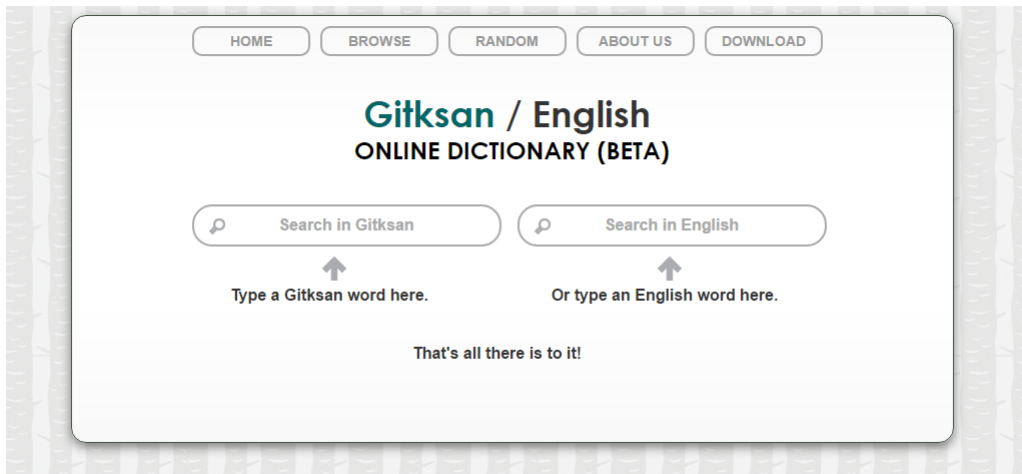 HOME BROWSE RANDOM ABOUT US DOWNLOAD
Gitksan / English
ONLINE DICTIONARY (BETA)
Search in Gitksan Search in English
Type a Gitksan word here. Or type an English word here.
That's all there is to it!